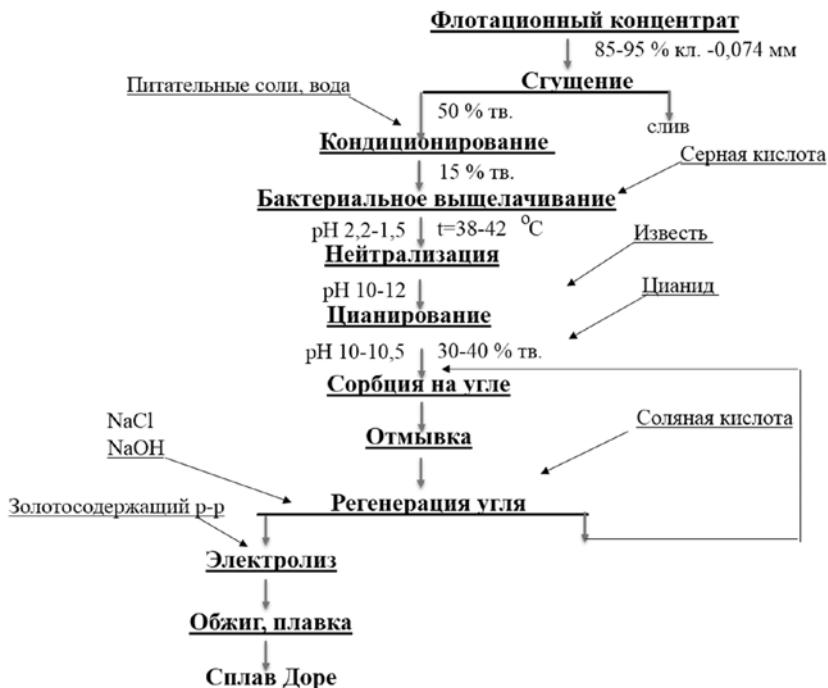 Флотационный концентрат
85-95 % кл. -0,074 мм
Сгущение
Питательные соли, вода
50 % тв.
слив
Кондиционирование
Серная кислота
15 % тв.
Бактериальное выщелачивание
pH 2,2-1,5 t=38-42 °C
Известь
Нейтрализация
Цианид
pH 10-12
Цианирование
pH 10-10,5 30-40 % тв.
Сорбция на угле
NaCl
Соляная кислота
NaOH
Отмывка
Регенерация угля
Золотосодержащий р-р
Электролиз
Обжиг, плавка
Сплав Доре